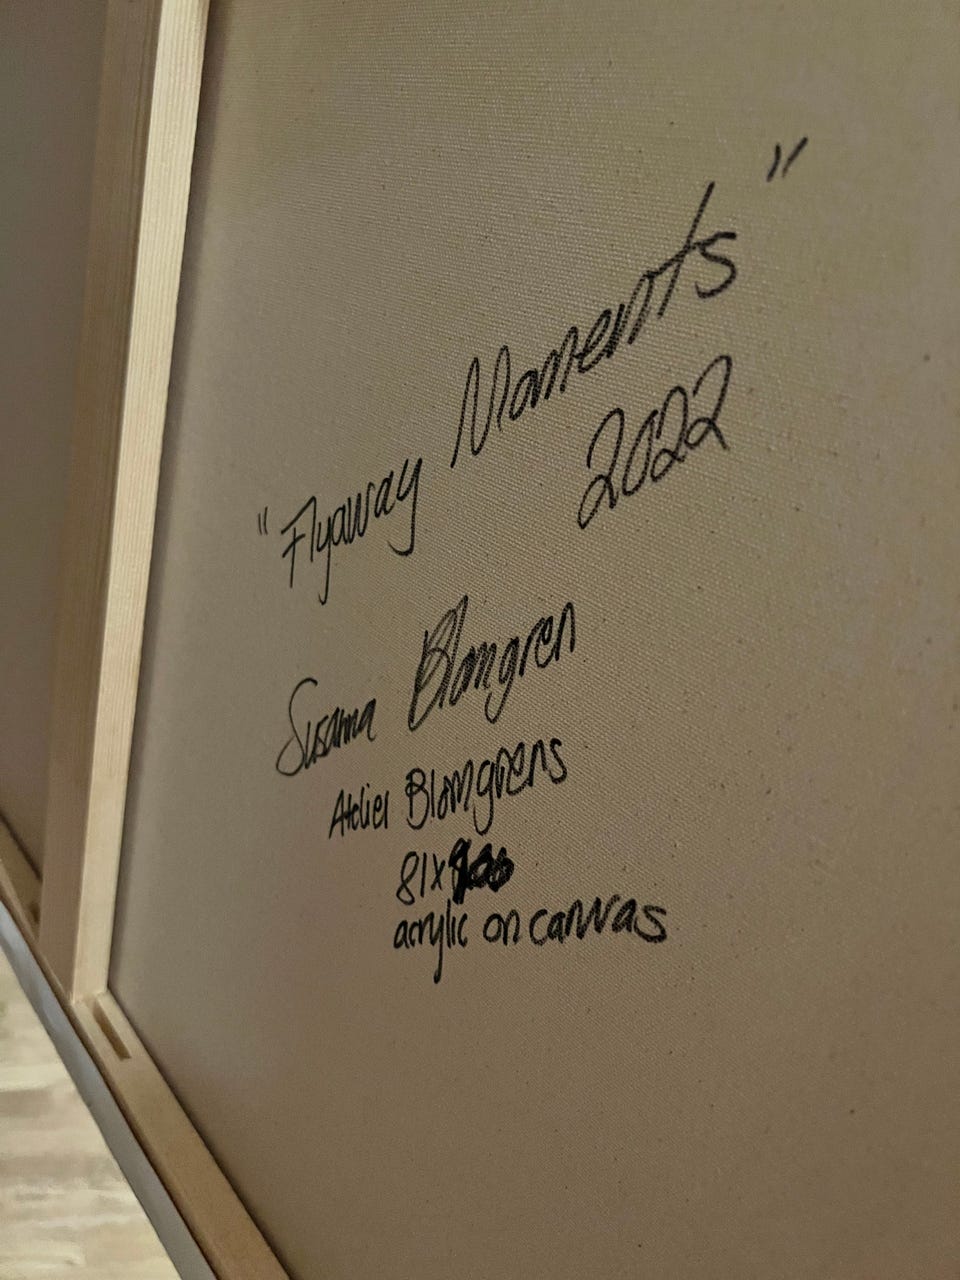 "Flyaway Moments"
2022
Susanna Blomgren
Atelier Blomgrens
81x
acrylic on canvas